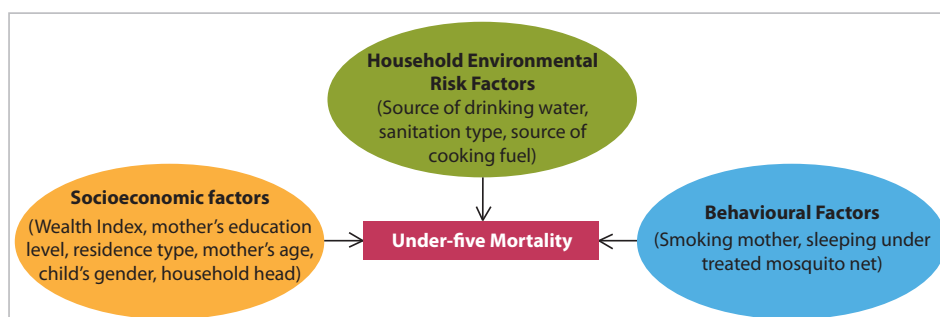 Household Environmental
Risk Factors
(Source of drinking water,
sanitation type, source of
cooking fuel)
Socioeconomic factors
(Wealth Index, mother's education
level, residence type, mother's age,
child's gender, household head)
Under-five Mortality
Behavioural Factors
(Smoking mother, sleeping under
treated mosquito net)